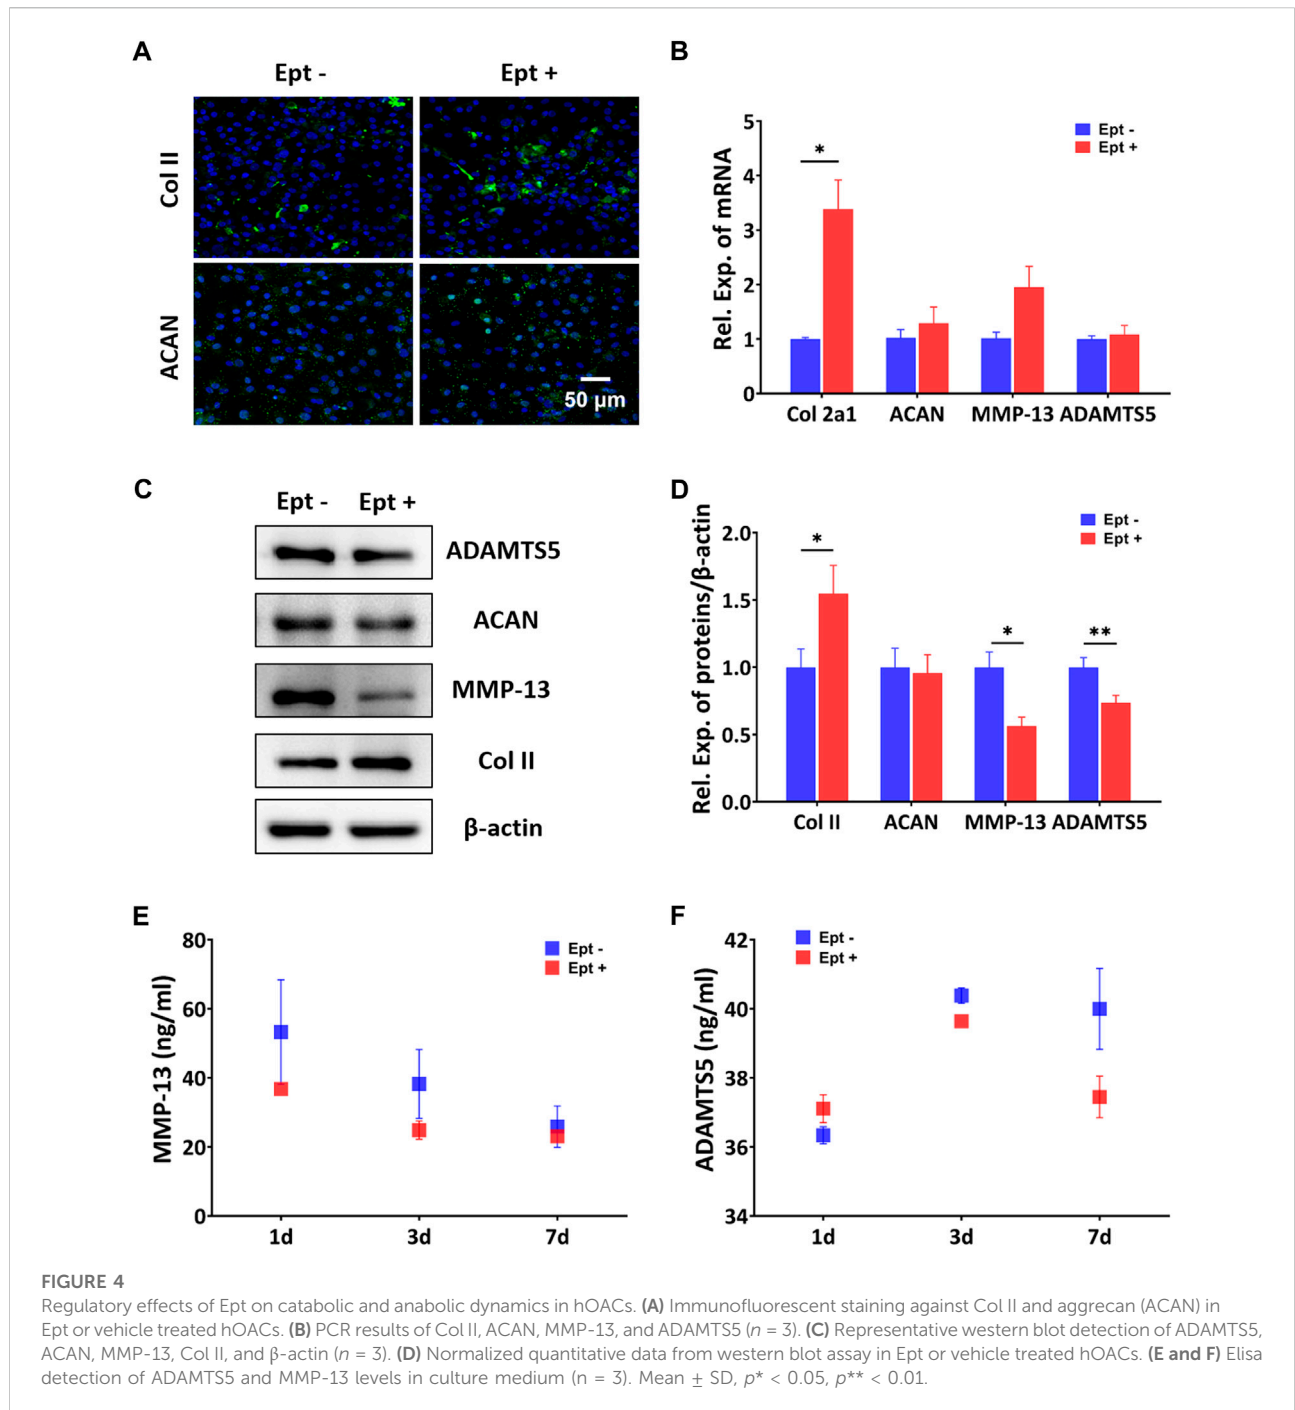 A
Ept -
Ept +
Col II
ACAN
50 μm
B
Rel. Exp. of mRNA
5
4
3
2
1
0
Ept -
Ept +
*
Col 2a1
ACAN
MMP-13
ADAMTS5
C
Ept -
Ept +
ADAMTS5
ACAN
MMP-13
Col II
β-actin
D
Rel. Exp. of proteins/β-actin
2.0
1.5
1.0
0.5
0.0
Ept -
Ept +
*
*
**
Col II
ACAN
MMP-13
ADAMTS5
E
MMP-13 (ng/ml)
80
60
40
20
0
Ept -
Ept +
1d
3d
7d
F
ADAMTS5 (ng/ml)
42
40
38
36
34
Ept -
Ept +
1d
3d
7d
FIGURE 4
Regulatory effects of Ept on catabolic and anabolic dynamics in hOACs. (A) Immunofluorescent staining against Col II and aggrecan (ACAN) in
Ept or vehicle treated hOACs. (B) PCR results of Col II, ACAN, MMP-13, and ADAMTS5 (n = 3). (C) Representative western blot detection of ADAMTS5,
ACAN, MMP-13, Col II, and β-actin (n = 3). (D) Normalized quantitative data from western blot assay in Ept or vehicle treated hOACs. (E and F) Elisa
detection of ADAMTS5 and MMP-13 levels in culture medium (n = 3). Mean ± SD, p* < 0.05, p** < 0.01.